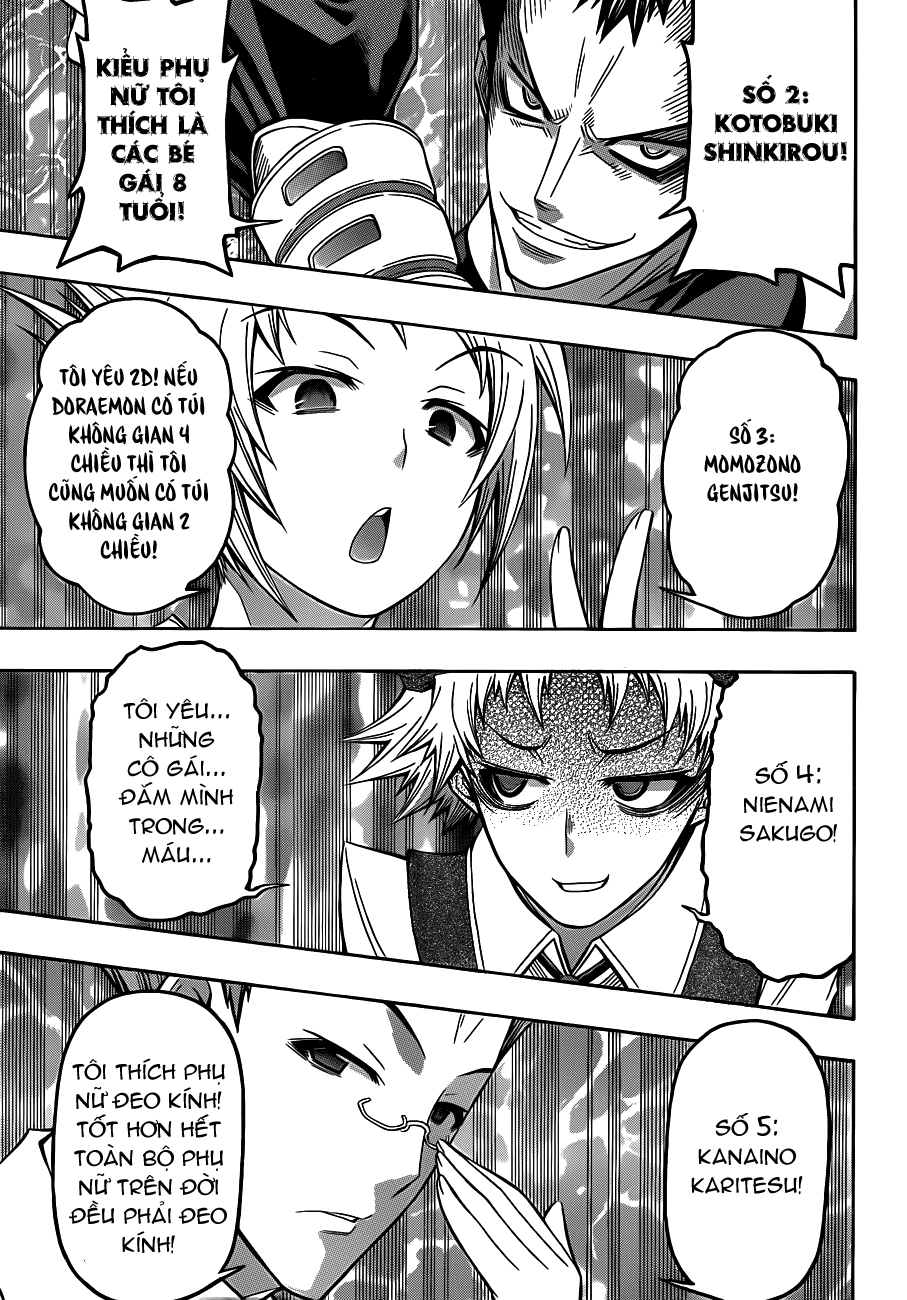 SỐ 2:
KOTOBUKI
SHINKIROU!
KIỂU PHỤ
NỮ TÔI
THÍCH LÀ
CÁC BÉ
GÁI 8
TUỔI!
SỐ 3:
MOMOZONO
GENJITSU!
TÔI YÊU 2D! NẾU
DORAEMON CÓ TÚI
KHÔNG GIAN 4
CHIỀU THÌ TÔI
CŨNG MUỐN CÓ TÚI
KHÔNG GIAN 2
CHIỀU!
SỐ 4:
NIENAMI
SAKUGO!
TÔI YÊU...
NHỮNG
CÔ GÁI...
ĐẮM MÌNH
TRONG...
MÁU...
SỐ 5:
KANAINO
KARITESU!
TÔI THÍCH PHỤ
NỮ ĐEO KÍNH!
TỐT HƠN HẾT
TOÀN BỘ PHỤ
NỮ TRÊN ĐỜI
ĐỀU PHẢI ĐEO
KÍNH!